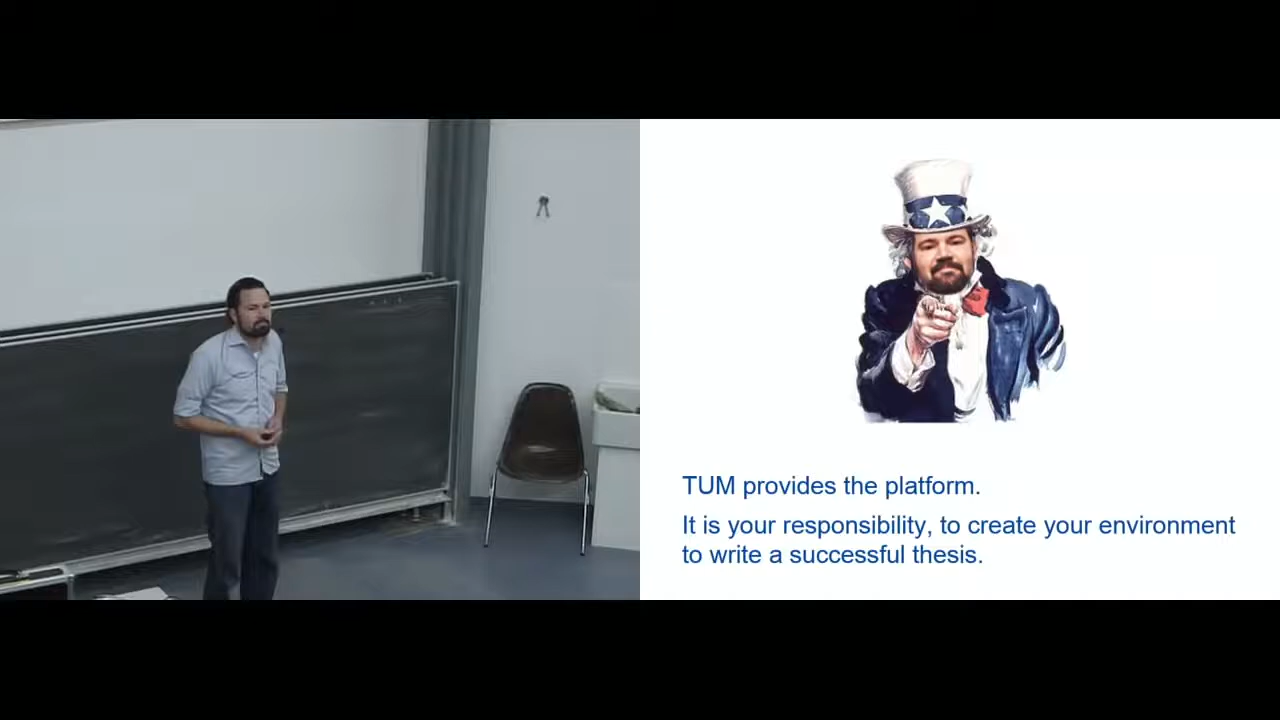 TUM provides the platform.
It is your responsibility, to create your environment
to write a successful thesis.